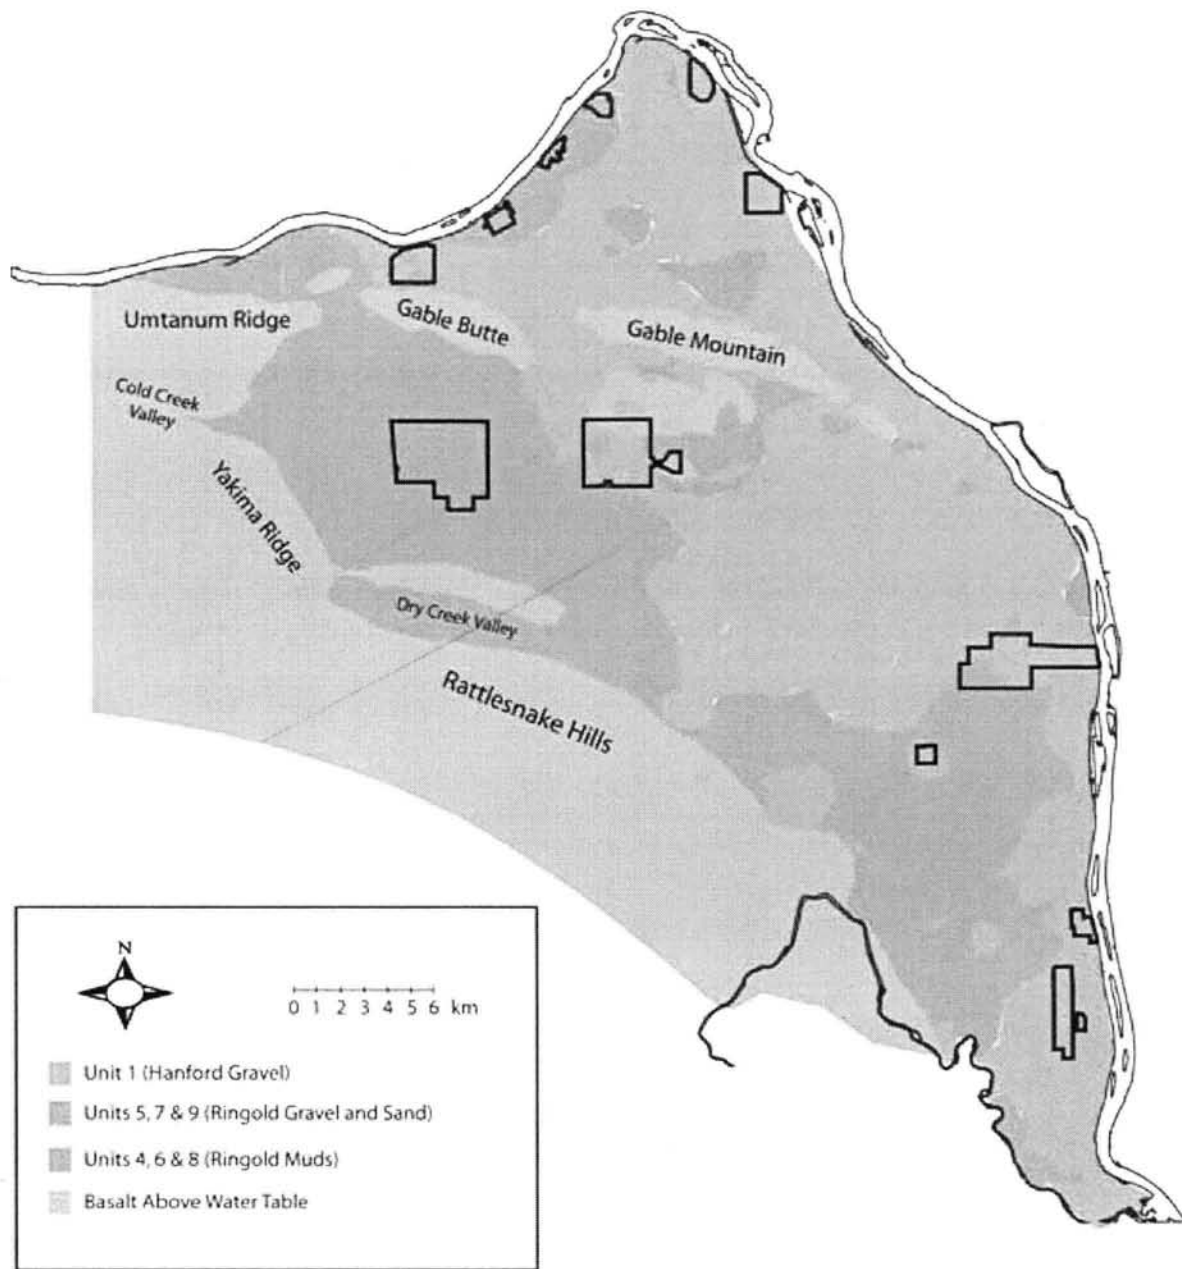 Umtanum Ridge
Gable Butte
Gable Mountain
Cold Creek
Valley
Yakima Ridge
Dry Creek Valley
Rattlesnake Hills
N
0 1 2 3 4 5 6 km
Unit 1 (Hanford Gravel)
Units 5, 7 & 9 (Ringold Gravel and Sand)
Units 4, 6 & 8 (Ringold Muds)
Basalt Above Water Table